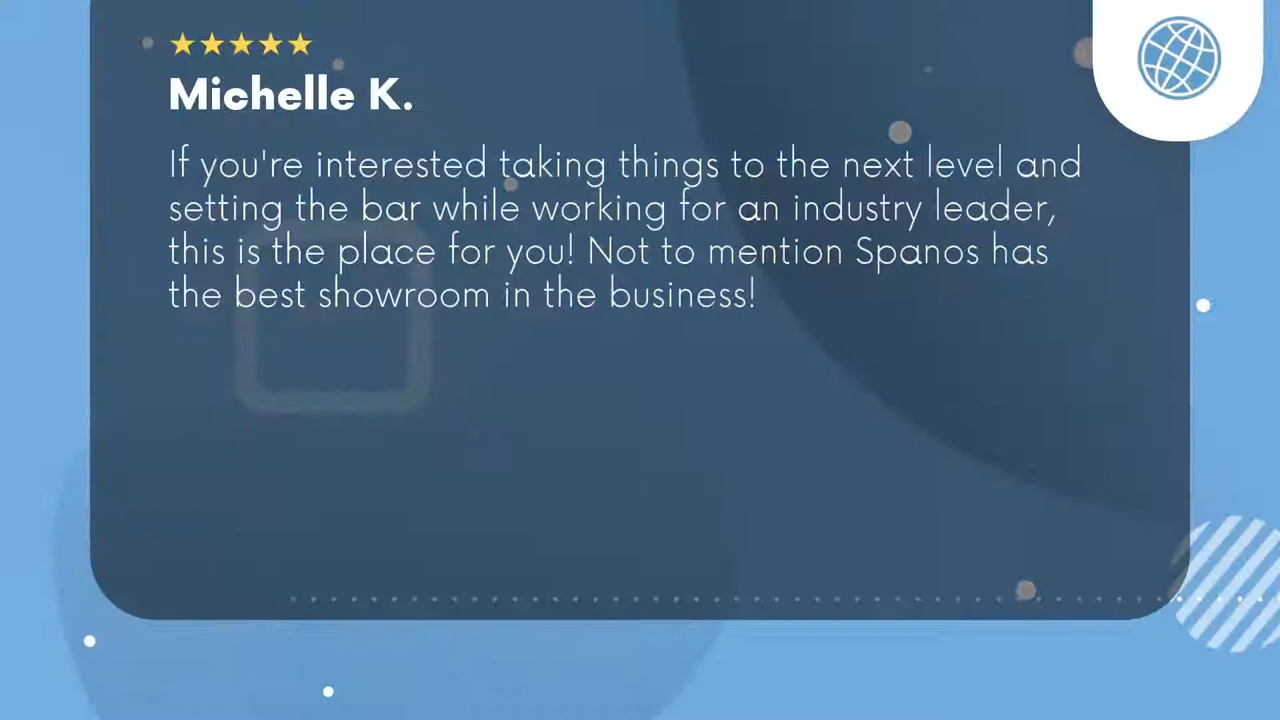 Michelle K.
If you're interested taking things to the next level and
setting the bar while working for an industry leader,
this is the place for you! Not to mention Spanos has
the best showroom in the business!